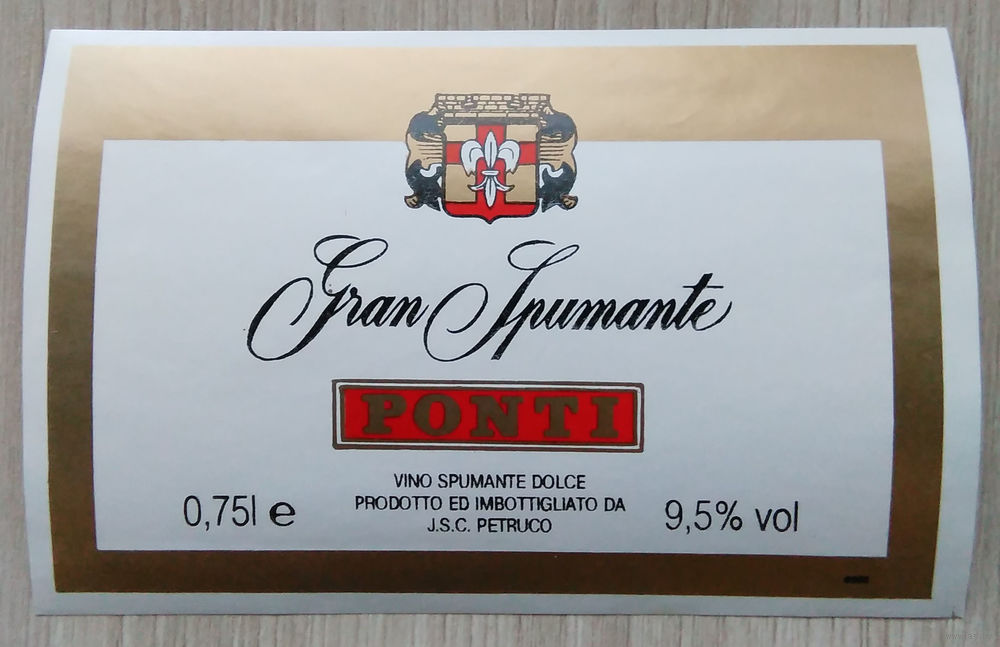 Gran Spumante
PONTI
VINO SPUMANTE DOLCE
PRODOTTO ED IMBOTTIGLIATO DA
J.S.C. PETRUCO
0,75l e
9,5% vol